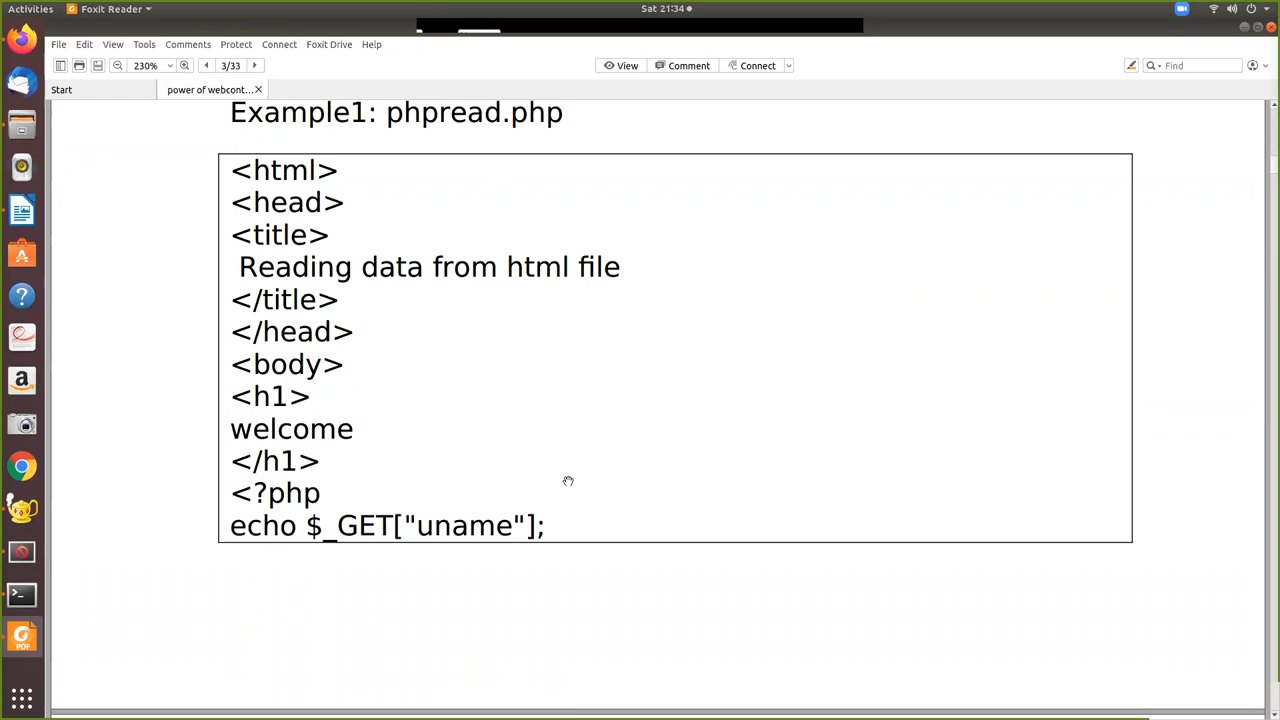 Activities
Foxit Reader
Sat 21:34
File Edit View Tools Comments Protect Connect Foxit Drive Help
230% 3/33 View Comment Connect Find
Start power of webcont...
Example1: phpread.php
<html>
<head>
<title>
Reading data from html file
</title>
</head>
<body>
<h1>
welcome
</h1>
<?php
echo $_GET["uname"];
PDF